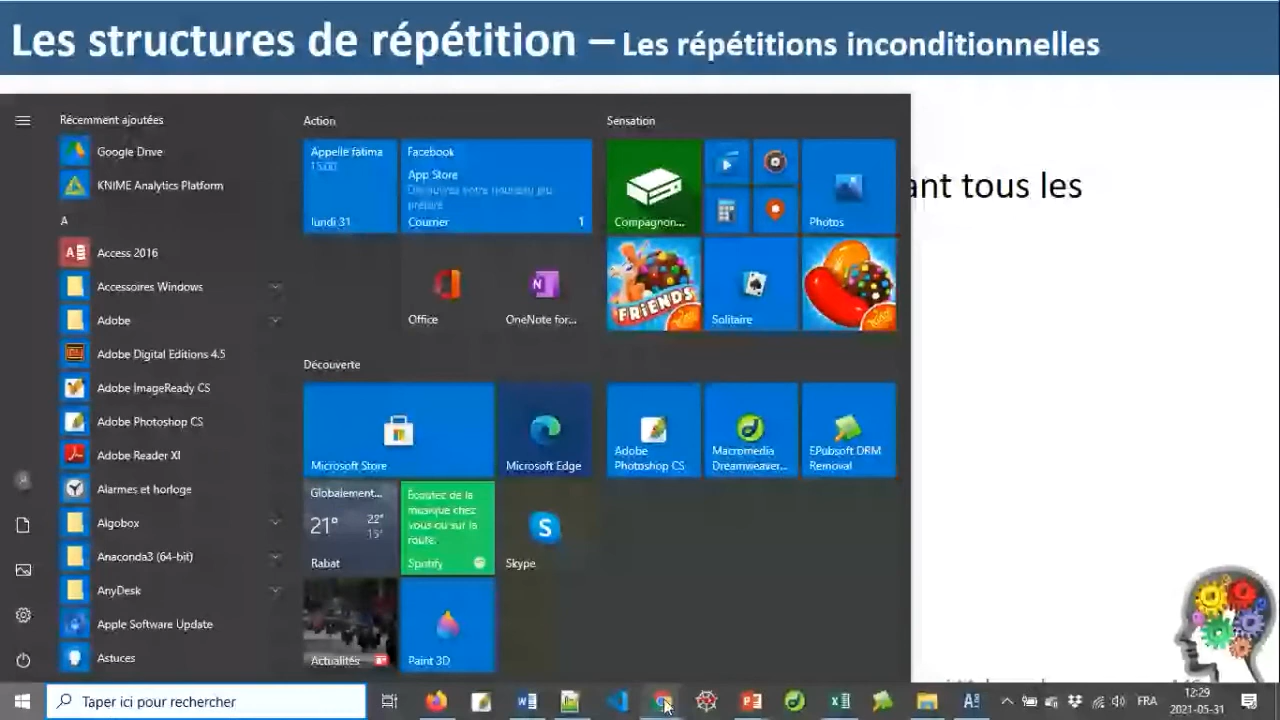 Les structures de répétition – Les répétitions inconditionnelles
ant tous les
Récemment ajoutées
Google Drive
KNIME Analytics Platform
A
Access 2016
Accessoires Windows
Adobe
Adobe Digital Editions 4.5
Adobe ImageReady CS
Adobe Photoshop CS
Adobe Reader XI
Alarmes et horloge
Algobox
Anaconda3 (64-bit)
AnyDesk
Apple Software Update
Astuces
Action
Appelle fatima
15:00
lundi 31
Facebook
App Store
Découvrez votre nouveau jeu
préféré
Courrier 1
Office
OneNote for...
Sensation
Compagnon...
Photos
FRIENDS
Solitaire
Découverte
Microsoft Store
Microsoft Edge
Adobe
Photoshop CS
Macromedia
Dreamweaver...
EPubsoft DRM
Removal
Globalement...
21°
22°
15°
Rabat
Écoutez de la
musique chez
vous ou sur la
route.
Spotify
Skype
Actualités
Paint 3D
Taper ici pour rechercher
FRA
12:29
2021-05-31